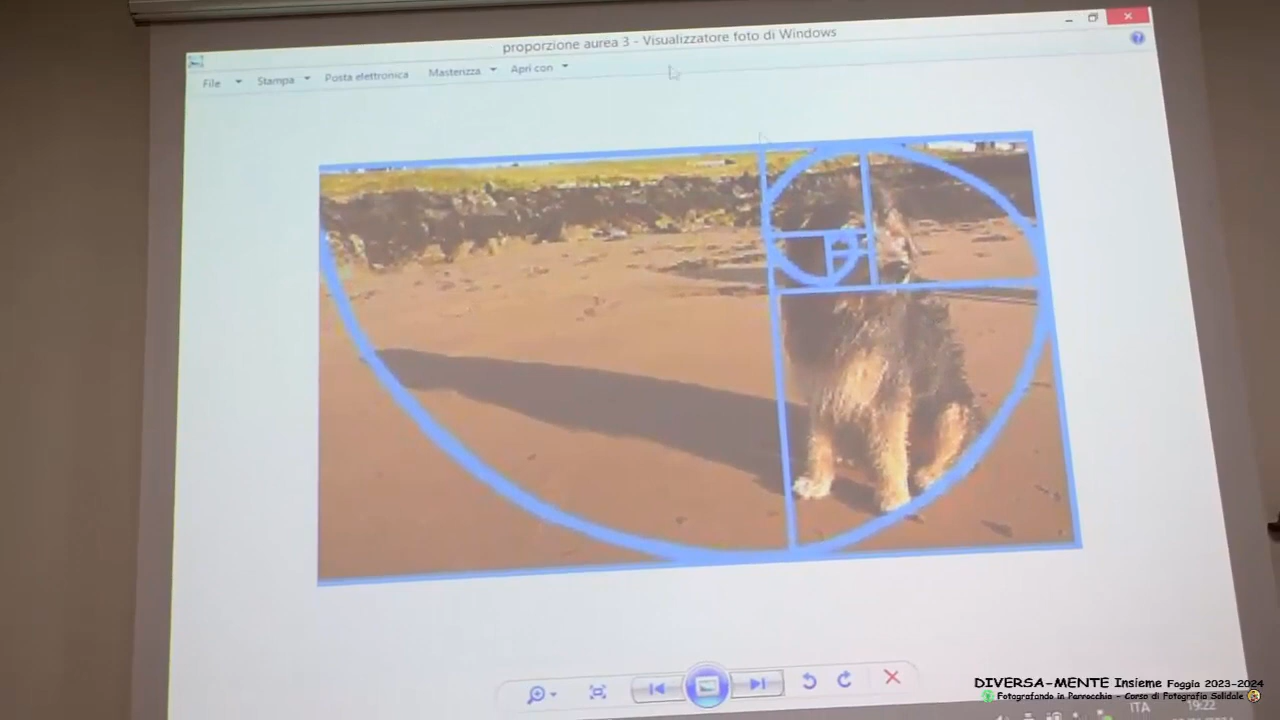 proporzione aurea 3 - Visualizzatore foto di Windows
File Stampa Posta elettronica Masterizza Apri con
DIVERSA-MENTE Insieme Foggia 2023-2024
Fotografando in Parrocchia - Corso di Fotografia Solidale
ITA 19:22